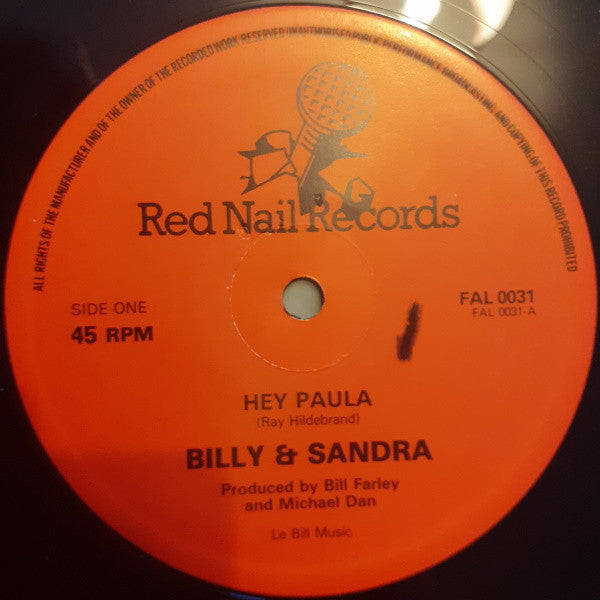 ALL RIGHTS OF THE MANUFACTURER AND OF THE OWNER OF THE RECORDED WORK RESERVED UNAUTHORISED PUBLIC PERFORMANCE BROADCASTING AND COPYING OF THIS RECORD PROHIBITED
Red Nail Records
SIDE ONE
45 RPM
FAL 0031
FAL 0031-A
HEY PAULA
(Ray Hildebrand)
BILLY & SANDRA
Produced by Bill Farley
and Michael Dan
Le Bill Music